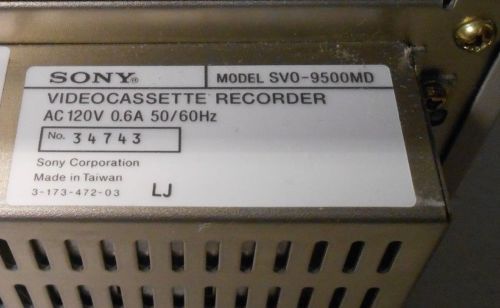 SONY® MODEL SVO-9500MD
VIDEOCASSETTE RECORDER
AC 120V 0.6A 50/60Hz
No. 34743
Sony Corporation
Made in Taiwan
3-173-472-03 LJ